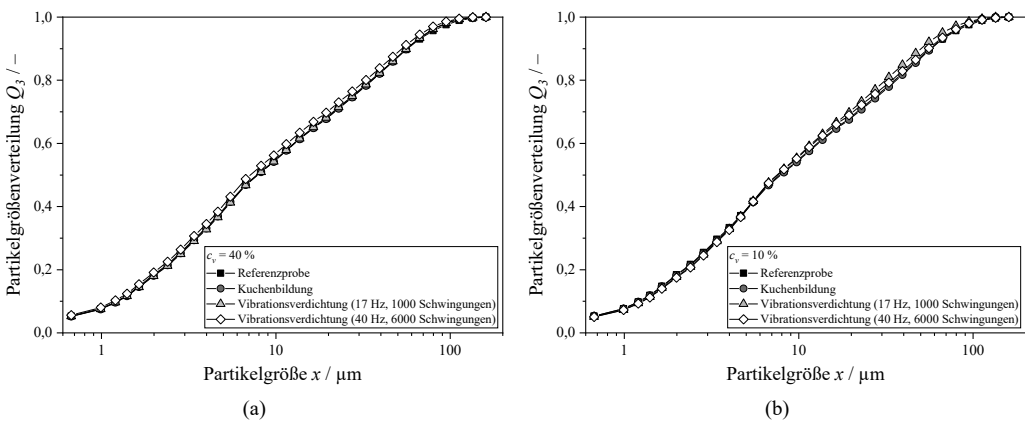 1,0
0,8
0,6
0,4
0,2
0,0
Partikelgrößenverteilung Q3 / –
cv = 40 %
Referenzprobe
Kuchenbildung
Vibrationsverdichtung (17 Hz, 1000 Schwingungen)
Vibrationsverdichtung (40 Hz, 6000 Schwingungen)
1 10 100
Partikelgröße x / µm
(a)
1,0
0,8
0,6
0,4
0,2
0,0
Partikelgrößenverteilung Q3 / –
cv = 10 %
Referenzprobe
Kuchenbildung
Vibrationsverdichtung (17 Hz, 1000 Schwingungen)
Vibrationsverdichtung (40 Hz, 6000 Schwingungen)
1 10 100
Partikelgröße x / µm
(b)